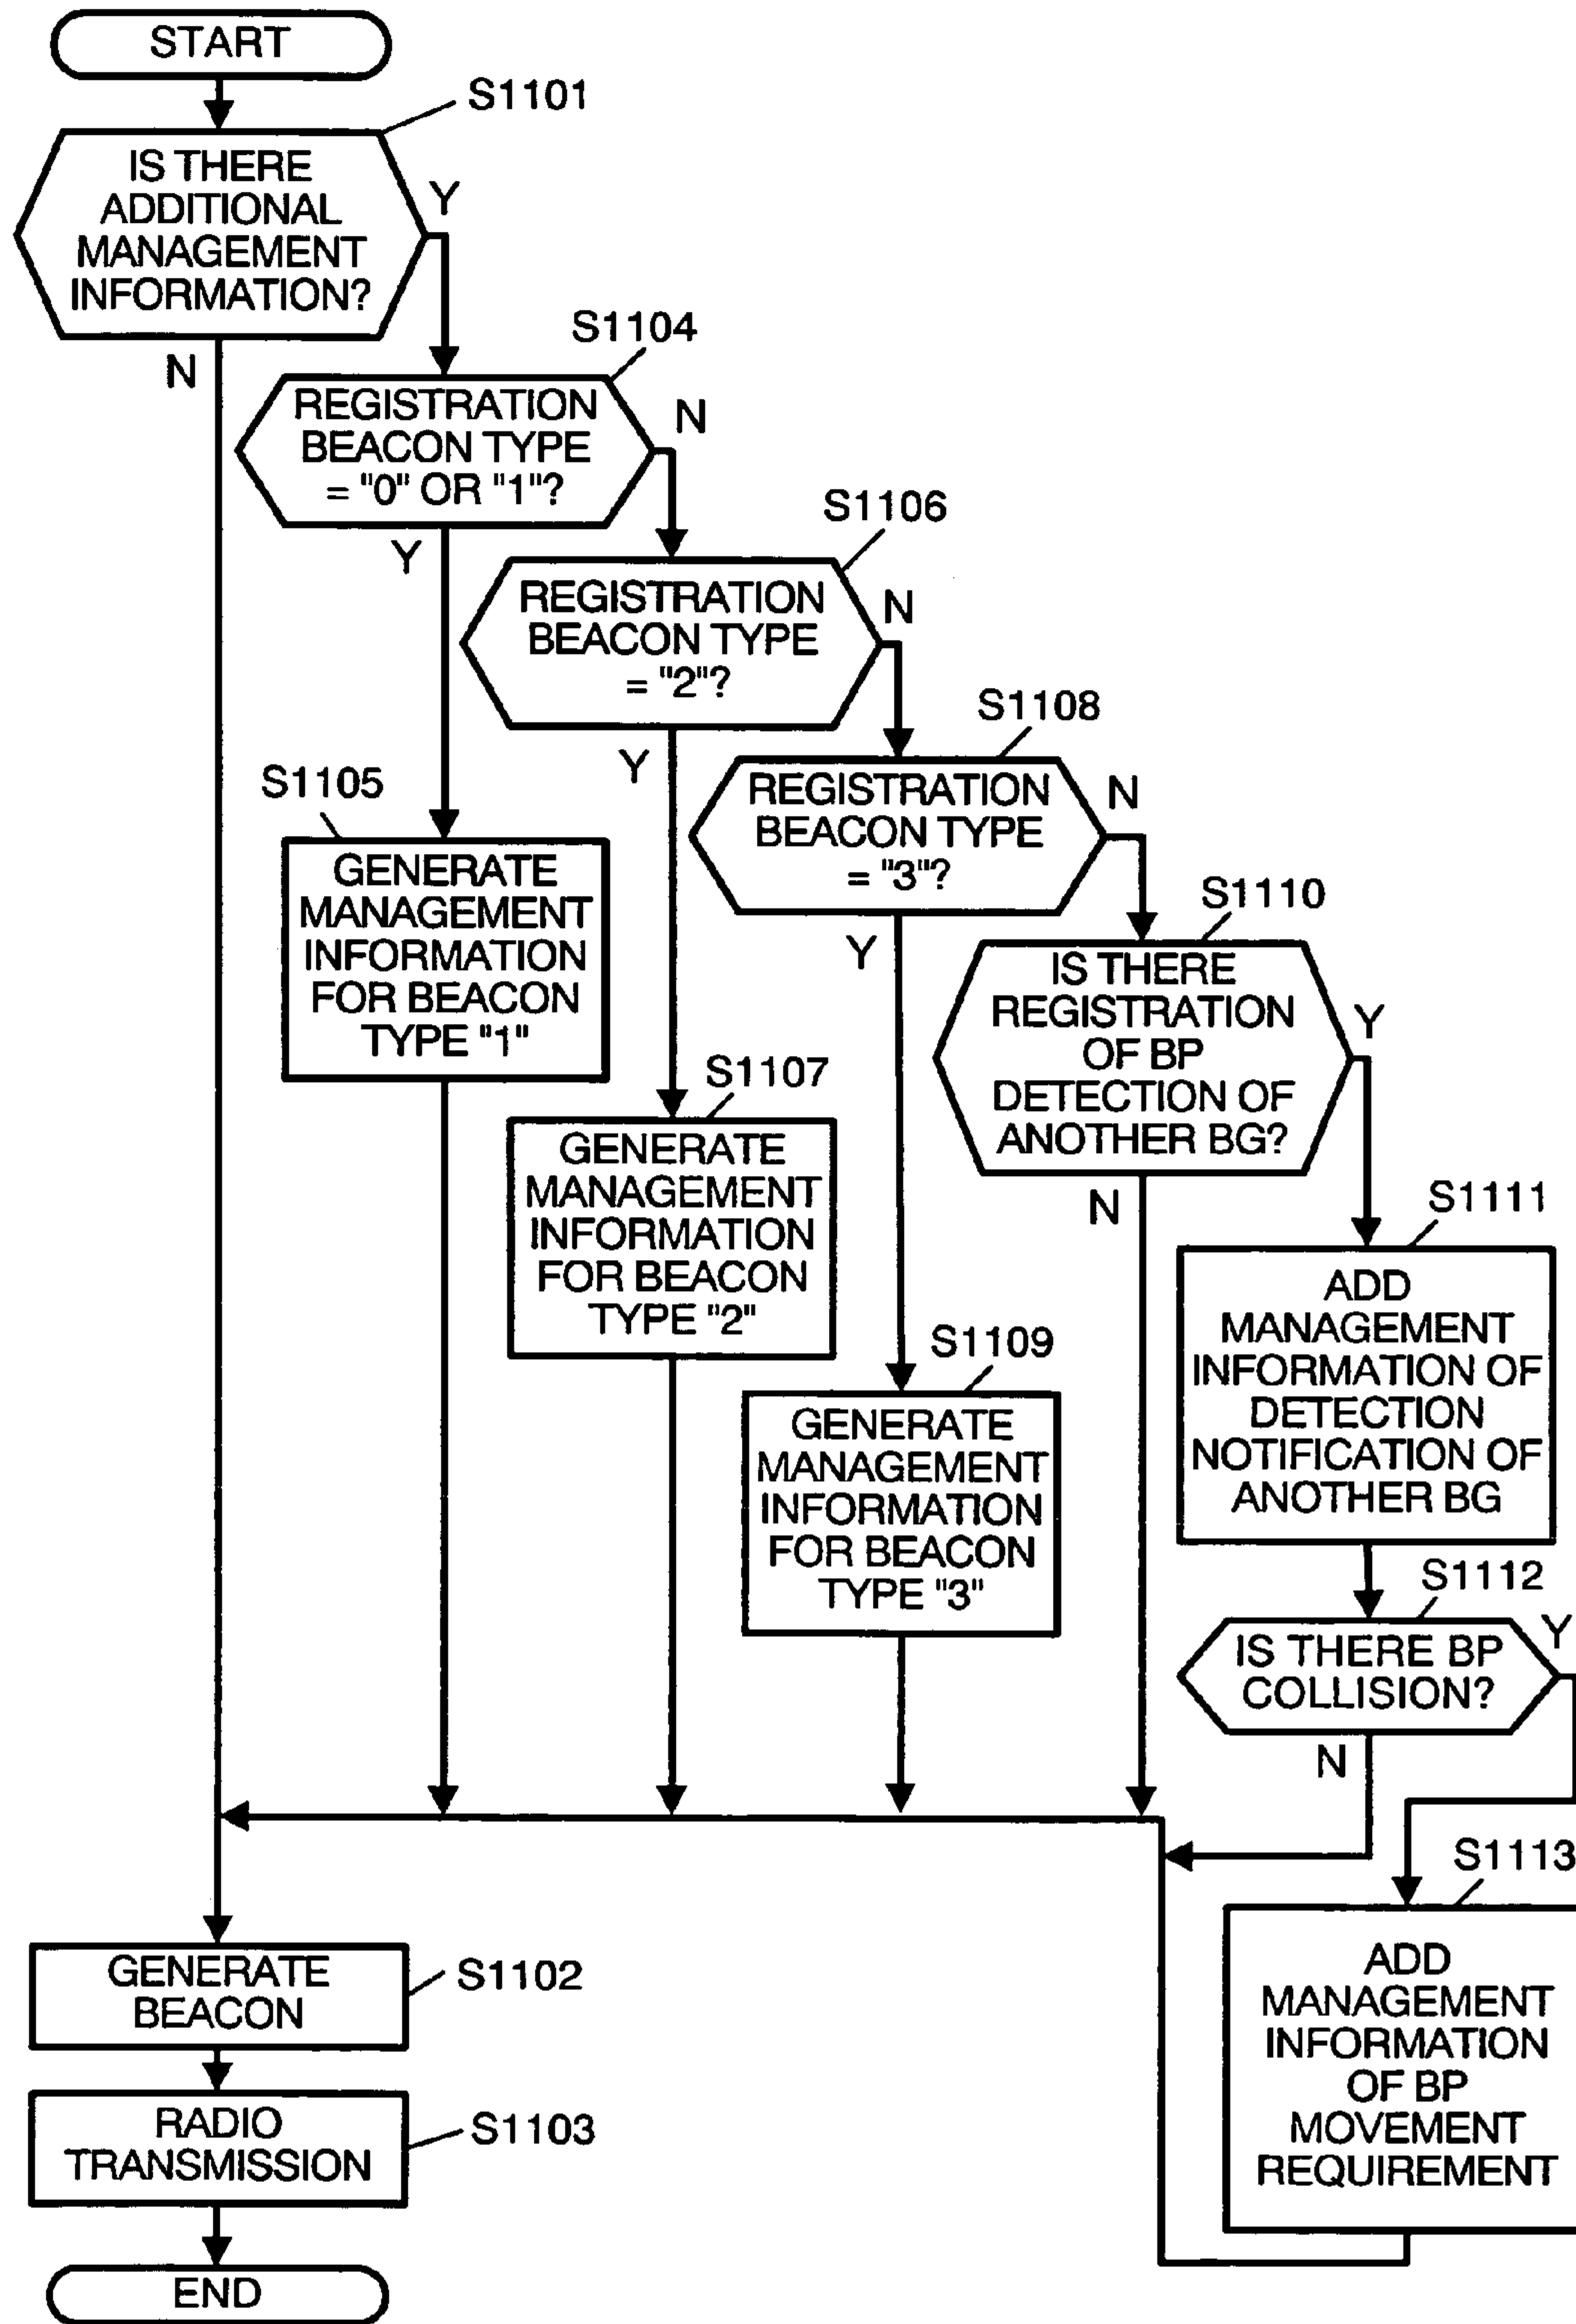 START
S1101
IS THERE
ADDITIONAL
MANAGEMENT
INFORMATION?
Y
N
S1104
REGISTRATION
BEACON TYPE
= "0" OR "1"?
N
Y
S1106
REGISTRATION
BEACON TYPE
= "2"?
N
Y
S1108
REGISTRATION
BEACON TYPE
= "3"?
N
Y
S1105
GENERATE
MANAGEMENT
INFORMATION
FOR BEACON
TYPE "1"
S1110
IS THERE
REGISTRATION
OF BP
DETECTION OF
ANOTHER BG?
Y
N
S1107
GENERATE
MANAGEMENT
INFORMATION
FOR BEACON
TYPE "2"
S1111
ADD
MANAGEMENT
INFORMATION OF
DETECTION
NOTIFICATION OF
ANOTHER BG
S1109
GENERATE
MANAGEMENT
INFORMATION
FOR BEACON
TYPE "3"
S1112
IS THERE BP
COLLISION?
Y
N
S1113
ADD
MANAGEMENT
INFORMATION
OF BP
MOVEMENT
REQUIREMENT
GENERATE
BEACON
S1102
RADIO
TRANSMISSION
S1103
END